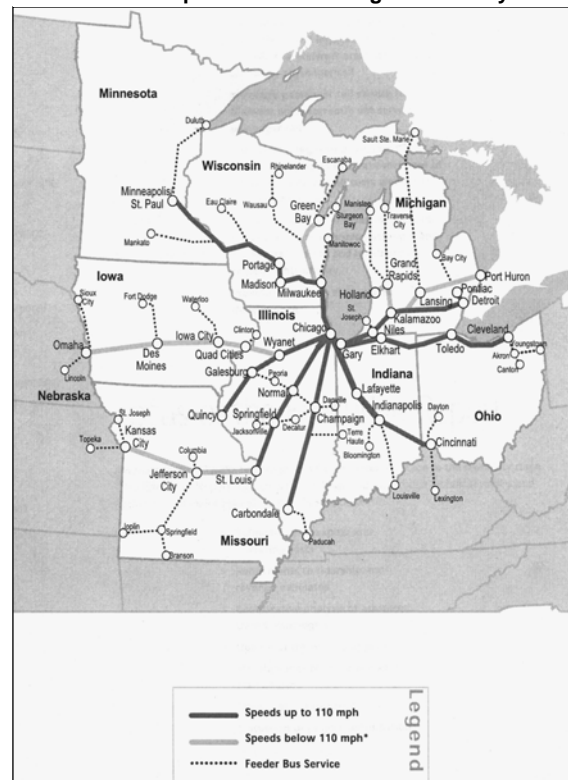 Minnesota
Duluth
Sault Ste. Marie
Wisconsin
Rhinelander
Escanaba
Minneapolis
St. Paul
Eau Claire
Wausau
Green
Bay
Manistee
Sturgeon
Bay
Traverse
City
Michigan
Mankato
Manitowoc
Bay City
Portage
Grand
Rapids
Port Huron
Iowa
Madison
Milwaukee
Holland
Lansing
Pontiac
Detroit
Sioux
City
Fort Dodge
Waterloo
Illinois
St.
Joseph
Kalamazoo
Clinton
Chicago
Niles
Cleveland
Iowa City
Wyanet
Youngstown
Omaha
Des
Moines
Quad Cities
Gary
Elkhart
Toledo
Akron
Canton
Galesburg
Peoria
Indiana
Lincoln
Normal
Lafayette
Nebraska
Quincy
Danville
Indianapolis
Ohio
St. Joseph
Springfield
Champaign
Dayton
Kansas
City
Jacksonville
Decatur
Terre
Haute
Topeka
Columbia
Bloomington
Cincinnati
Jefferson
City
St. Louis
Louisville
Lexington
Carbondale
Joplin
Springfield
Missouri
Paducah
Branson
Legend
Speeds up to 110 mph
Speeds below 110 mph*
Feeder Bus Service